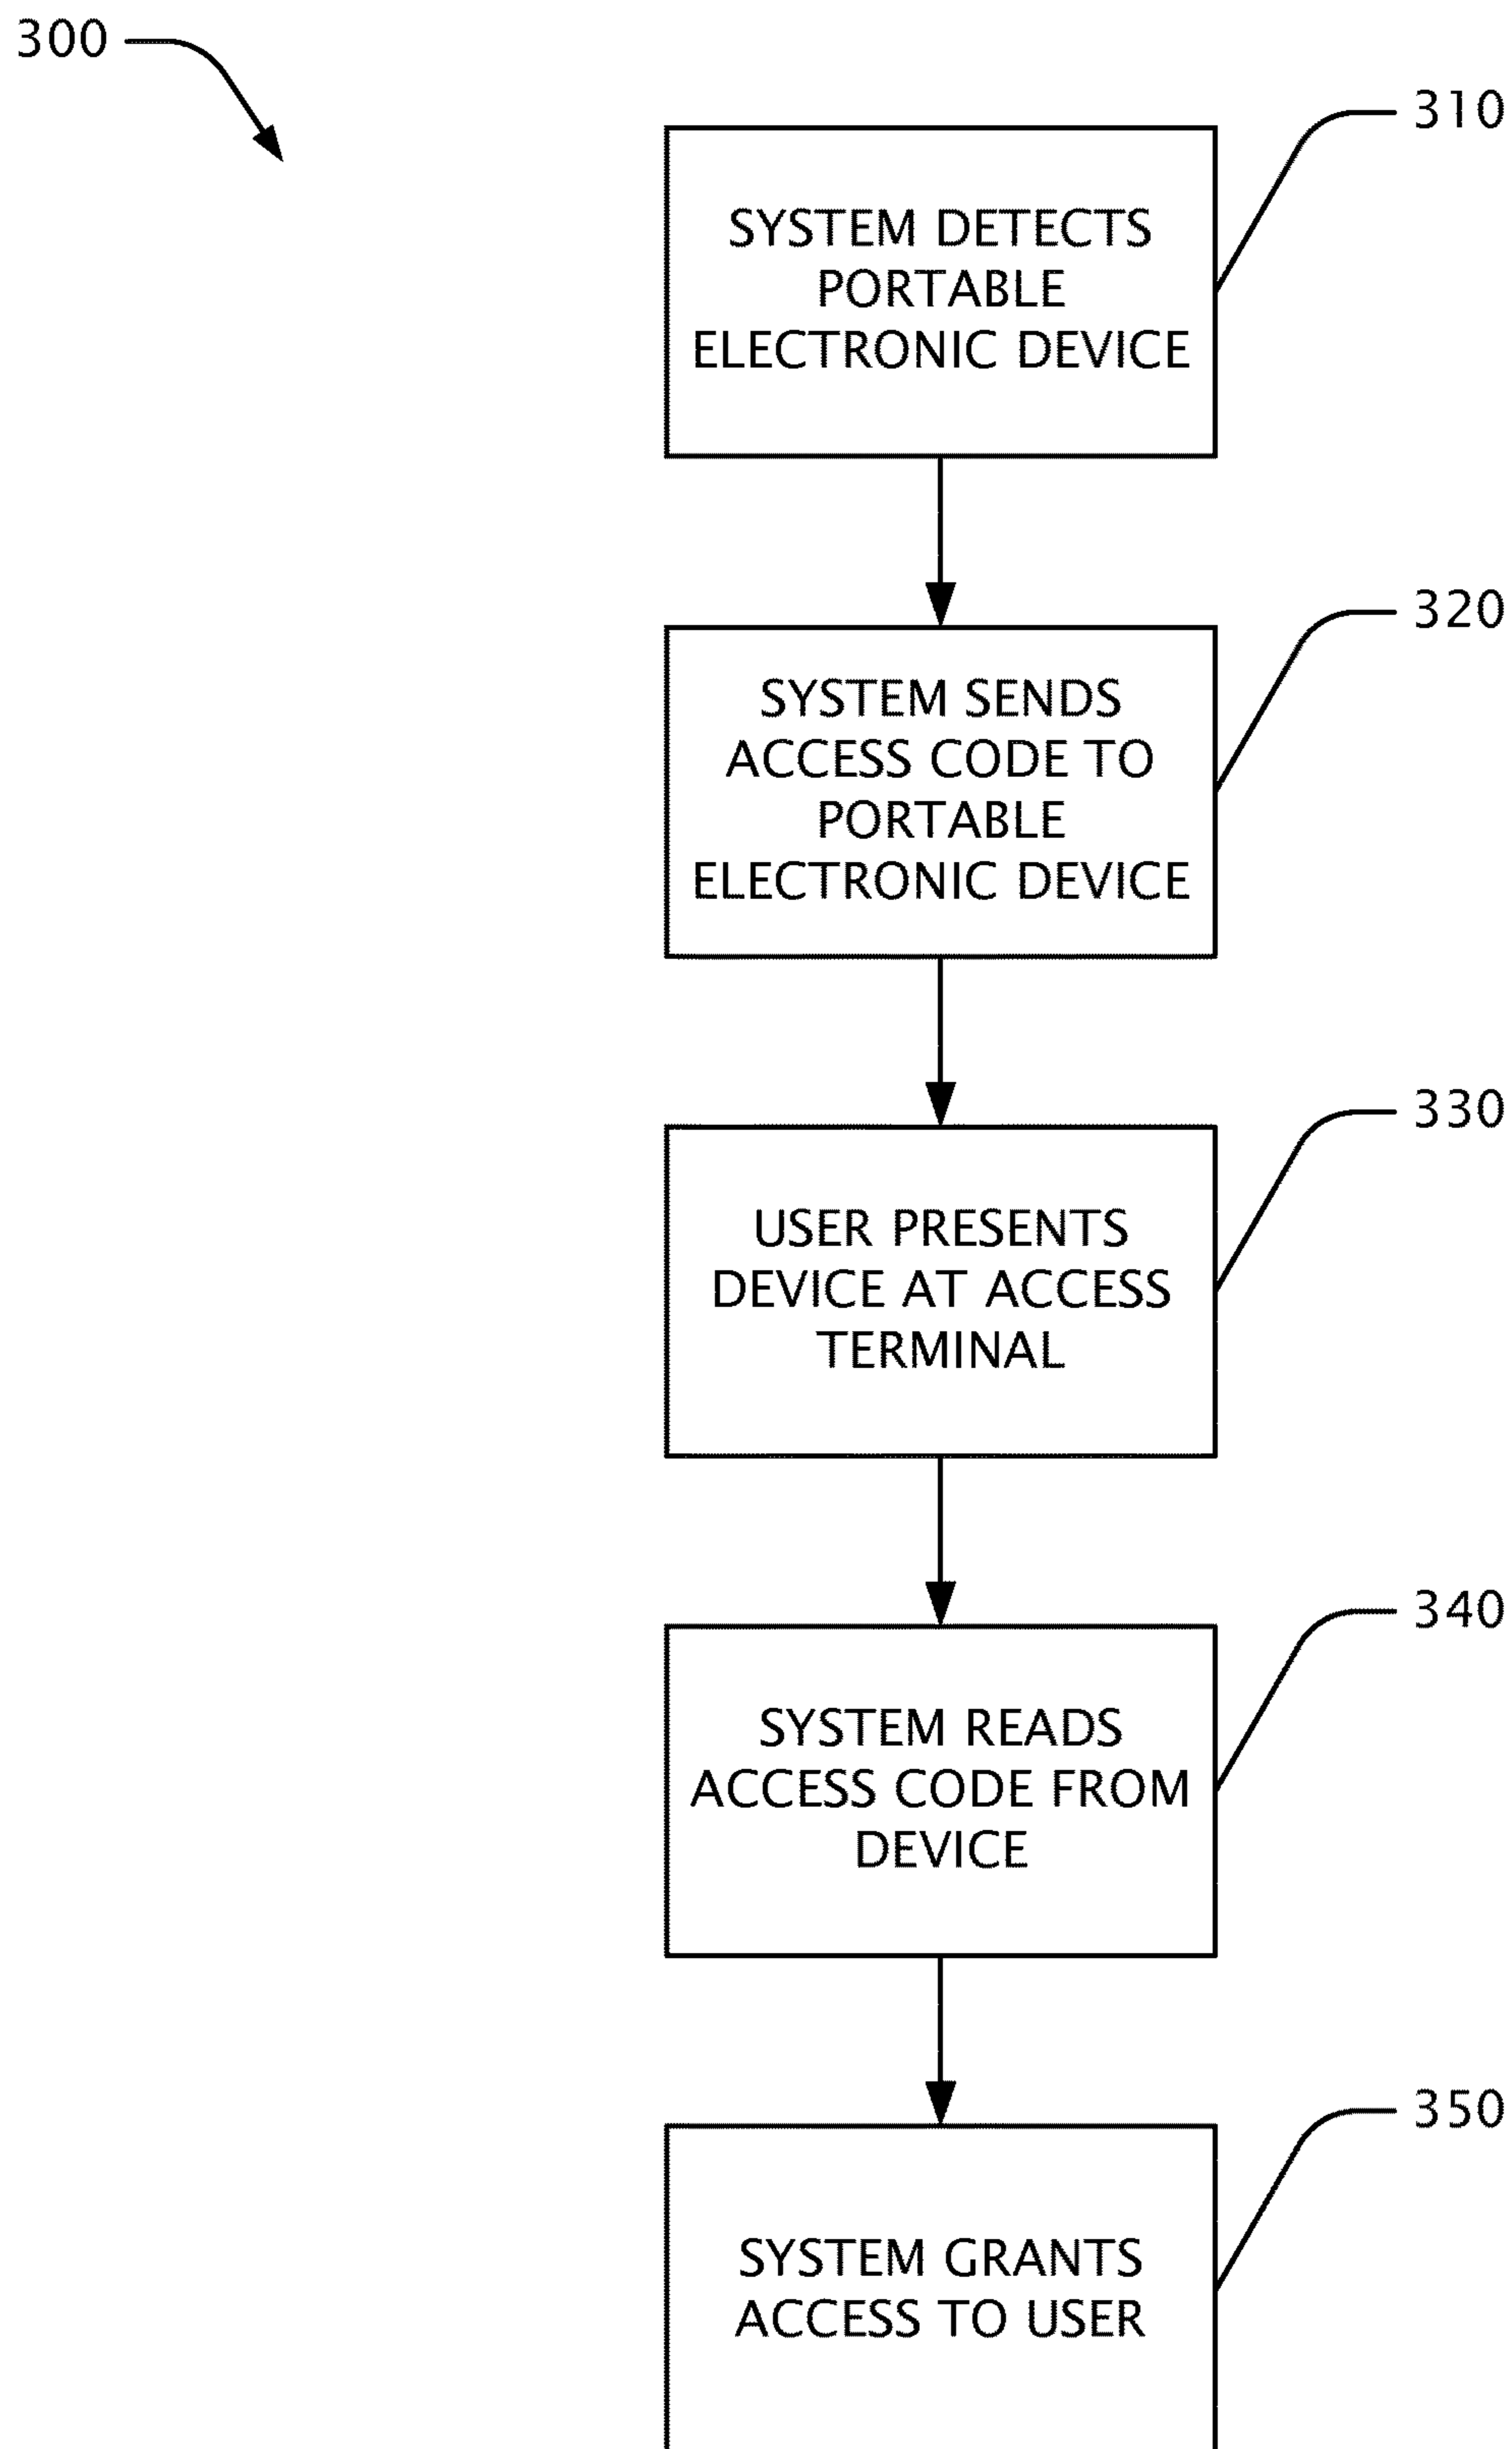 300
310
SYSTEM DETECTS
PORTABLE
ELECTRONIC DEVICE
320
SYSTEM SENDS
ACCESS CODE TO
PORTABLE
ELECTRONIC DEVICE
330
USER PRESENTS
DEVICE AT ACCESS
TERMINAL
340
SYSTEM READS
ACCESS CODE FROM
DEVICE
350
SYSTEM GRANTS
ACCESS TO USER